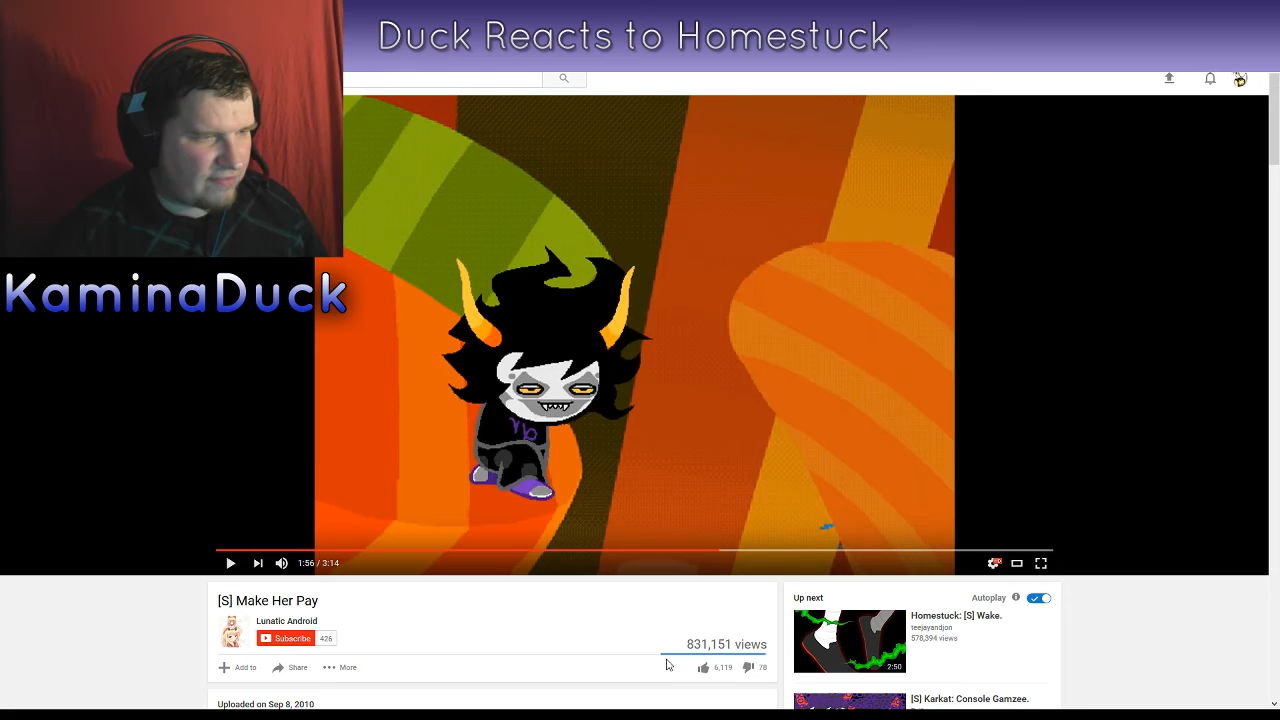 Duck Reacts to Homestuck
KaminaDuck
1:56 / 3:14
[S] Make Her Pay
Lunatic Android
Subscribe 426
831,151 views
Add to Share More
6,119 78
Uploaded on Sep 8, 2010
Up next Autoplay
Homestuck: [S] Wake.
teejayandjon
578,394 views
2:50
[S] Karkat: Console Gamzee.